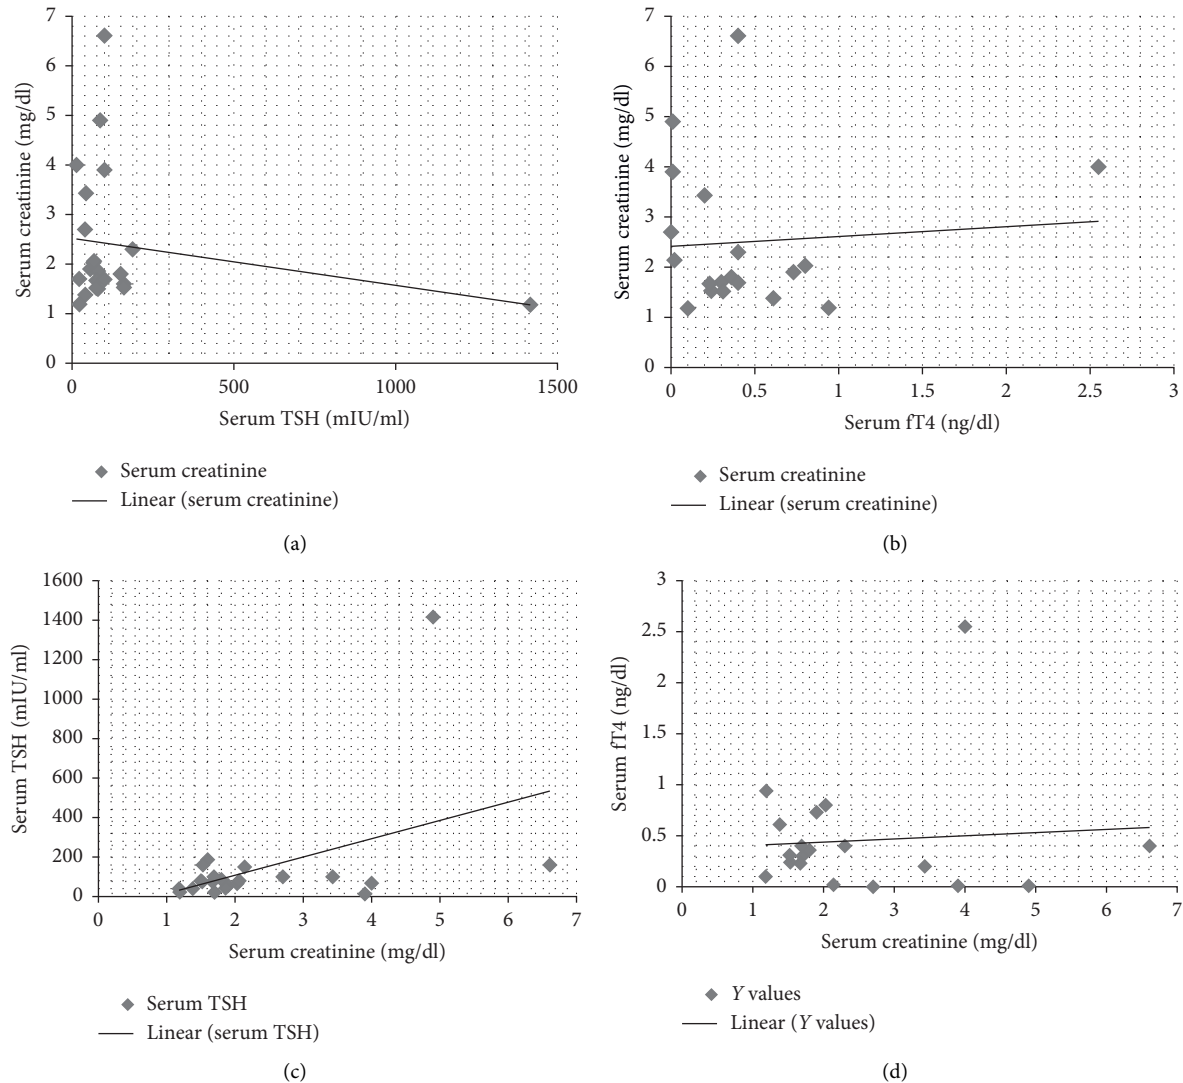 7
6
5
4
3
2
1
0
Serum creatinine (mg/dl)
0 500 1000 1500
Serum TSH (mIU/ml)
Serum creatinine
Linear (serum creatinine)
(a)
7
6
5
4
3
2
1
0
Serum creatinine (mg/dl)
0 0.5 1 1.5 2 2.5 3
Serum fT4 (ng/dl)
Serum creatinine
Linear (serum creatinine)
(b)
1600
1400
1200
1000
800
600
400
200
0
Serum TSH (mIU/ml)
0 1 2 3 4 5 6 7
Serum creatinine (mg/dl)
Serum TSH
Linear (serum TSH)
(c)
3
2.5
2
1.5
1
0.5
0
Serum fT4 (ng/dl)
0 1 2 3 4 5 6 7
Serum creatinine (mg/dl)
Y values
Linear (Y values)
(d)